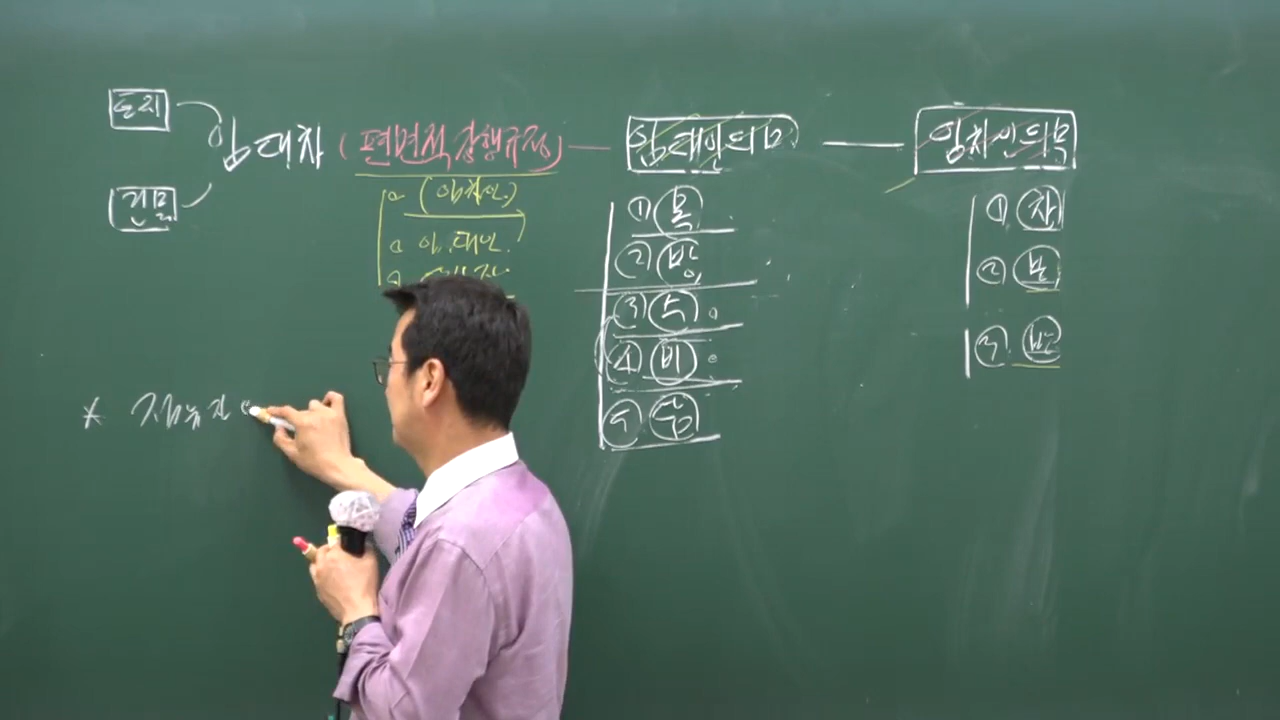 토지
건물
임대차 (편면적 강행규정) — 임대인의무 — 임차인의무
(임차인)
임대인
① 목
② 방
③ 수
④ 비
⑤ 담
① 차
② 보
③ 반